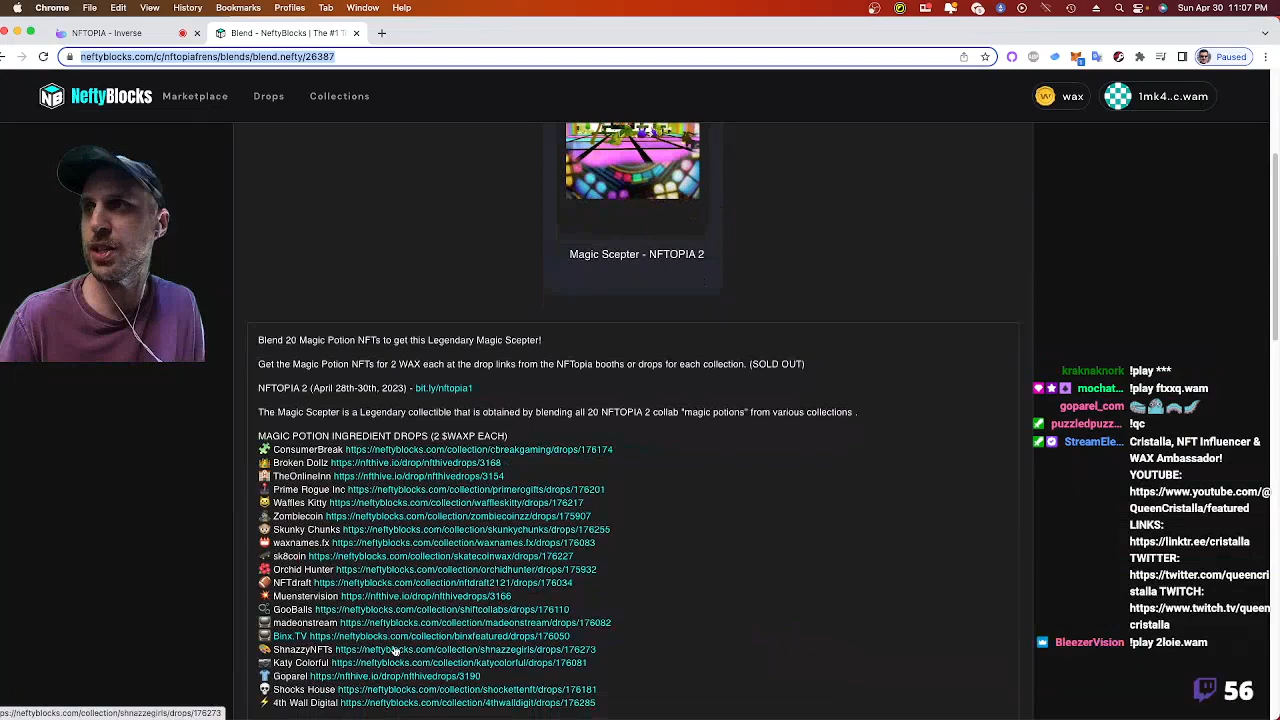 Chrome File Edit View History Bookmarks Profiles Tab Window Help Sun Apr 30 11:07 PM
NFTOPIA - Inverse Blend - NeftyBlocks | The #1 Ti
neftyblocks.com/c/nftopiafrens/blends/blend.nefty/26387 Paused
NeftyBlocks Marketplace Drops Collections wax 1mk4..c.wam
Magic Scepter - NFTOPIA 2
Blend 20 Magic Potion NFTs to get this Legendary Magic Scepter!
Get the Magic Potion NFTs for 2 WAX each at the drop links from the NFTopia booths or drops for each collection. (SOLD OUT)
NFTOPIA 2 (April 28th-30th, 2023) - bit.ly/nftopia1
The Magic Scepter is a Legendary collectible that is obtained by blending all 20 NFTOPIA 2 collab "magic potions" from various collections .
MAGIC POTION INGREDIENT DROPS (2 $WAXP EACH)
ConsumerBreak https://neftyblocks.com/collection/cbreakgaming/drops/176174
Broken Dollz https://nfthive.io/drop/nfthivedrops/3168
TheOnlineInn https://nfthive.io/drop/nfthivedrops/3154
Prime Rogue Inc https://neftyblocks.com/collection/primerogifts/drops/176201
Waffles Kitty https://neftyblocks.com/collection/waffleskitty/drops/176217
Zombiecoin https://neftyblocks.com/collection/zombiecoinzz/drops/175907
Skunky Chunks https://neftyblocks.com/collection/skunkychunks/drops/176255
waxnames.fx https://neftyblocks.com/collection/waxnames.fx/drops/176083
sk8coin https://neftyblocks.com/collection/skatecoinwax/drops/176227
Orchid Hunter https://neftyblocks.com/collection/orchidhunter/drops/175932
NFTdraft https://neftyblocks.com/collection/nftdraft2121/drops/176034
Muenstervision https://nfthive.io/drop/nfthivedrops/3166
GooBalls https://neftyblocks.com/collection/shiftcollabs/drops/176110
madeonstream https://neftyblocks.com/collection/madeonstream/drops/176082
Binx.TV https://neftyblocks.com/collection/binxfeatured/drops/176050
ShnazzyNFTs https://neftyblocks.com/collection/shnazzegirls/drops/176273
Katy Colorful https://neftyblocks.com/collection/katycolorful/drops/176081
Goparel https://nfthive.io/drop/nfthivedrops/3190
Shocks House https://neftyblocks.com/collection/shockettenft/drops/176181
4th Wall Digital https://neftyblocks.com/collection/4thwalldigit/drops/176285
s://neftyblocks.com/collection/shnazzegirls/drops/176273
kraknaknork !play ***
mochat... !play ftxxq.wam
goparel_com
puzzledpuzz... !qc
StreamEle... Cristalla, NFT Influencer &
WAX Ambassador!
YOUTUBE:
https://www.youtube.com/@
QueenCristalla/featured
LINKS:
https://linktr.ee/cristalla
TWITTER:
https://twitter.com/queencri
stalla TWITCH:
https://www.twitch.tv/queen
cristalla
BleezerVision !play 2loie.wam
56